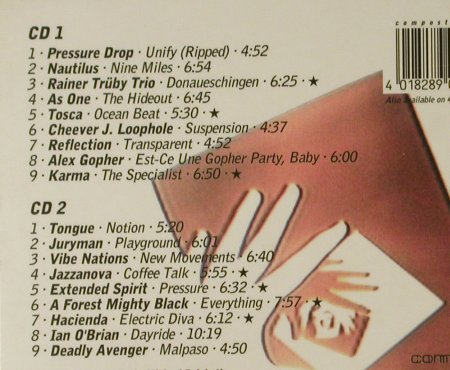 CD 1
1 · Pressure Drop · Unify (Ripped) · 4:52
2 · Nautilus · Nine Miles · 6:54
3 · Rainer Trüby Trio · Donaueschingen · 6:25 · ★
4 · As One · The Hideout · 6:45
5 · Tosca · Ocean Beat · 5:30 · ★
6 · Cheever J. Loophole · Suspension · 4:37
7 · Reflection · Transparent · 4:52
8 · Alex Gopher · Est-Ce Une Gopher Party, Baby · 6:00
9 · Karma · The Specialist · 6:50 · ★
compost
4 018289 0
Also available on 4
CD 2
1 · Tongue · Notion · 5:20
2 · Juryman · Playground · 6:01
3 · Vibe Nations · New Movements · 6:40
4 · Jazzanova · Coffee Talk · 5:55 · ★
5 · Extended Spirit · Pressure · 6:32 · ★
6 · A Forest Mighty Black · Everything · 7:57 · ★
7 · Hacienda · Electric Diva · 6:12 · ★
8 · Ian O'Brian · Dayride · 10:19
9 · Deadly Avenger · Malpaso · 4:50